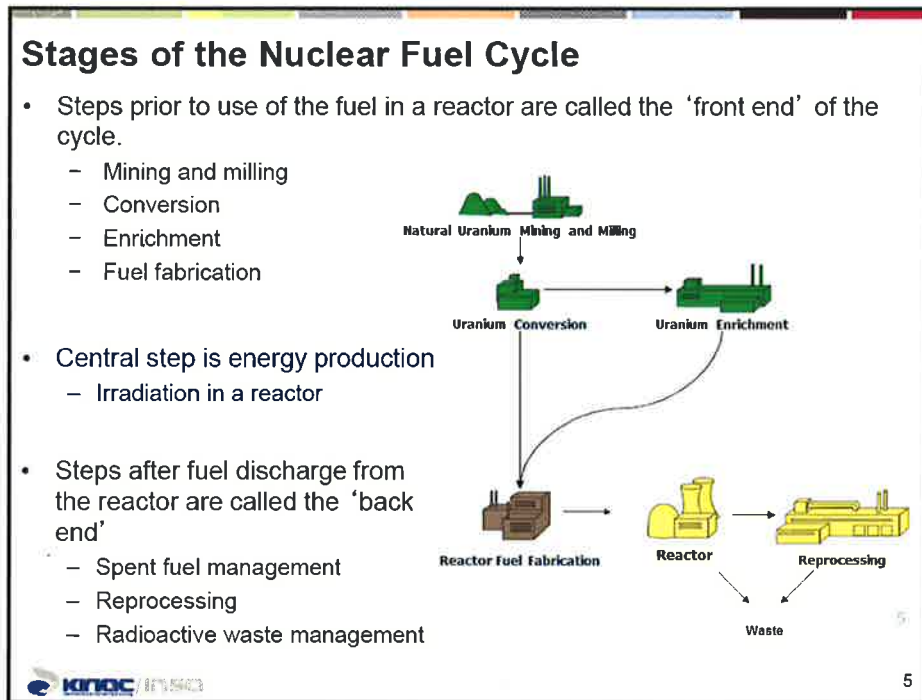 Stages of the Nuclear Fuel Cycle
• Steps prior to use of the fuel in a reactor are called the ‘front end’ of the
cycle.
− Mining and milling
− Conversion
− Enrichment
− Fuel fabrication
Natural Uranium Mining and Milling
Uranium Conversion
Uranium Enrichment
• Central step is energy production
– Irradiation in a reactor
• Steps after fuel discharge from
the reactor are called the ‘back
end’
– Spent fuel management
– Reprocessing
– Radioactive waste management
Reactor Fuel Fabrication
Reactor
Reprocessing
Waste
5
KINAC/INSA
5